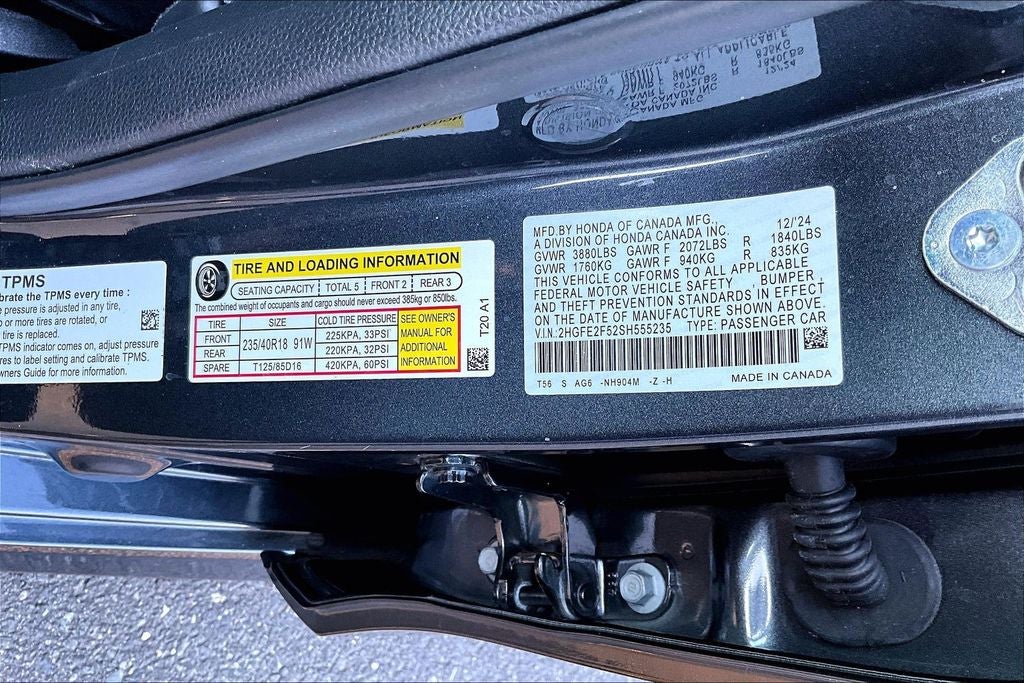 TPMS
brate the TPMS every time :
pressure is adjusted in any tire,
o or more tires are rotated, or
tire is replaced.
TPMS indicator comes on, adjust pressure
res to label setting and calibrate TPMS.
wners Guide for more information.
TIRE AND LOADING INFORMATION
SEATING CAPACITY TOTAL 5 FRONT 2 REAR 3
The combined weight of occupants and cargo should never exceed 385kg or 850lbs.
TIRE SIZE COLD TIRE PRESSURE
FRONT 235/40R18 91W 225KPA, 33PSI
REAR 220KPA, 32PSI
SPARE T125/85D16 420KPA, 60PSI
SEE OWNER'S
MANUAL FOR
ADDITIONAL
INFORMATION
T20 A1
MFD.BY HONDA OF CANADA MFG., 12/'24
A DIVISION OF HONDA CANADA INC.
GVWR 3880LBS GAWR F 2072LBS R 1840LBS
GVWR 1760KG GAWR F 940KG R 835KG
THIS VEHICLE CONFORMS TO ALL APPLICABLE
FEDERAL MOTOR VEHICLE SAFETY , BUMPER ,
AND THEFT PREVENTION STANDARDS IN EFFECT
ON THE DATE OF MANUFACTURE SHOWN ABOVE.
V.I.N.:2HGFE2F52SH555235 TYPE: PASSENGER CAR
T56 S AG6 -NH904M -Z -H
MADE IN CANADA